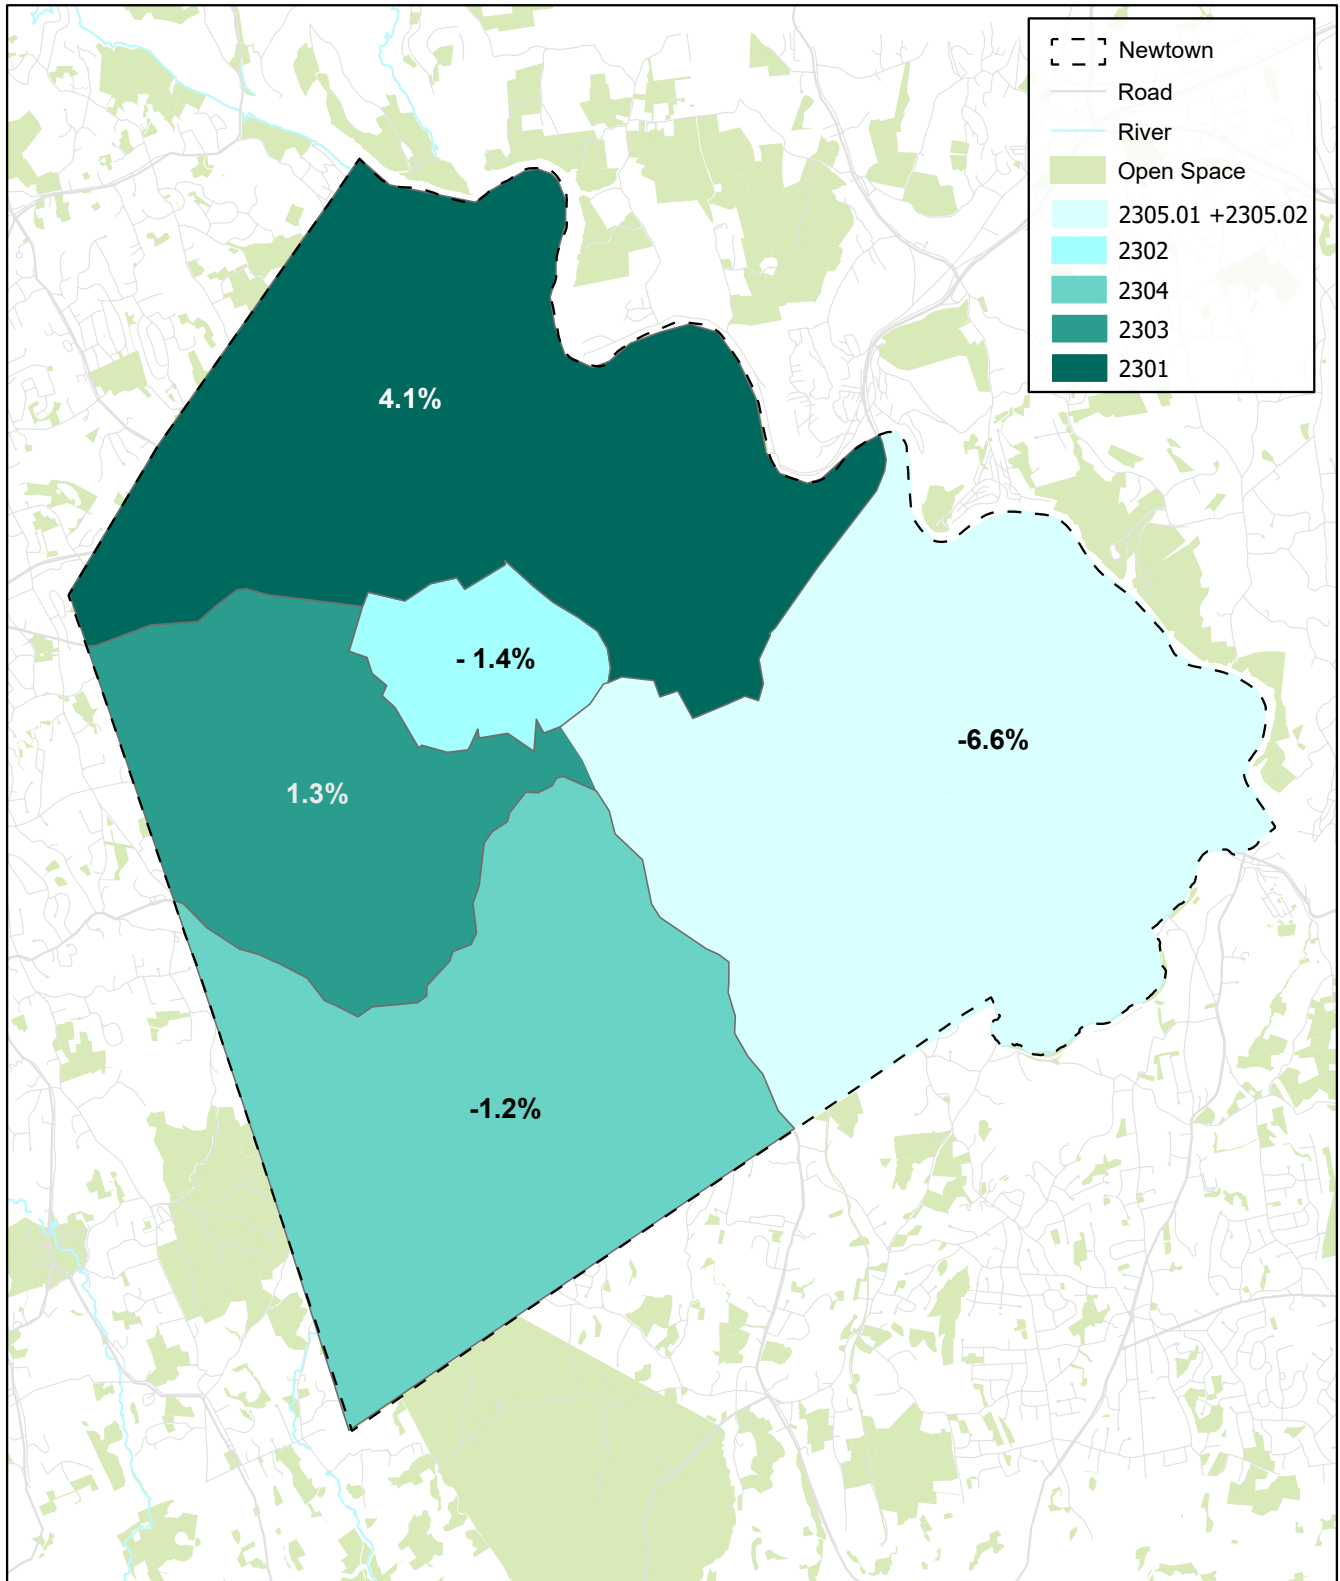 Newtown
Road
River
Open Space
2305.01 +2305.02
2302
2304
2303
2301
4.1%
- 1.4%
-6.6%
1.3%
-1.2%